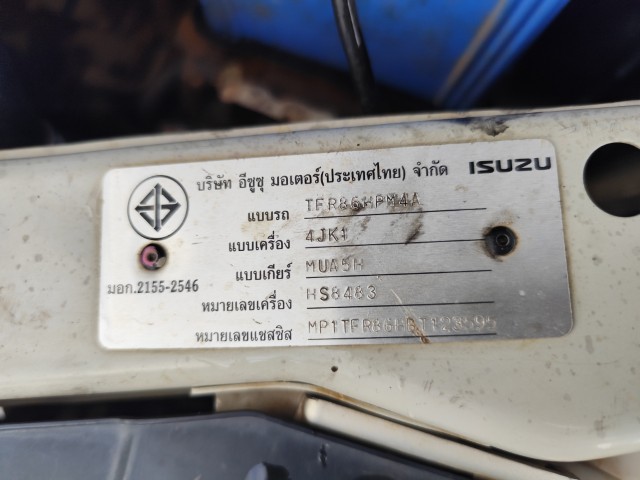 บริษัท อีซูซุ มอเตอร์(ประเทศไทย) จำกัด ISUZU
แบบรถ TFR86HPM4A
แบบเครื่อง 4JK1
แบบเกียร์ MUA5H
มอก.2155-2546
หมายเลขเครื่อง HS8483
หมายเลขแชสซิส